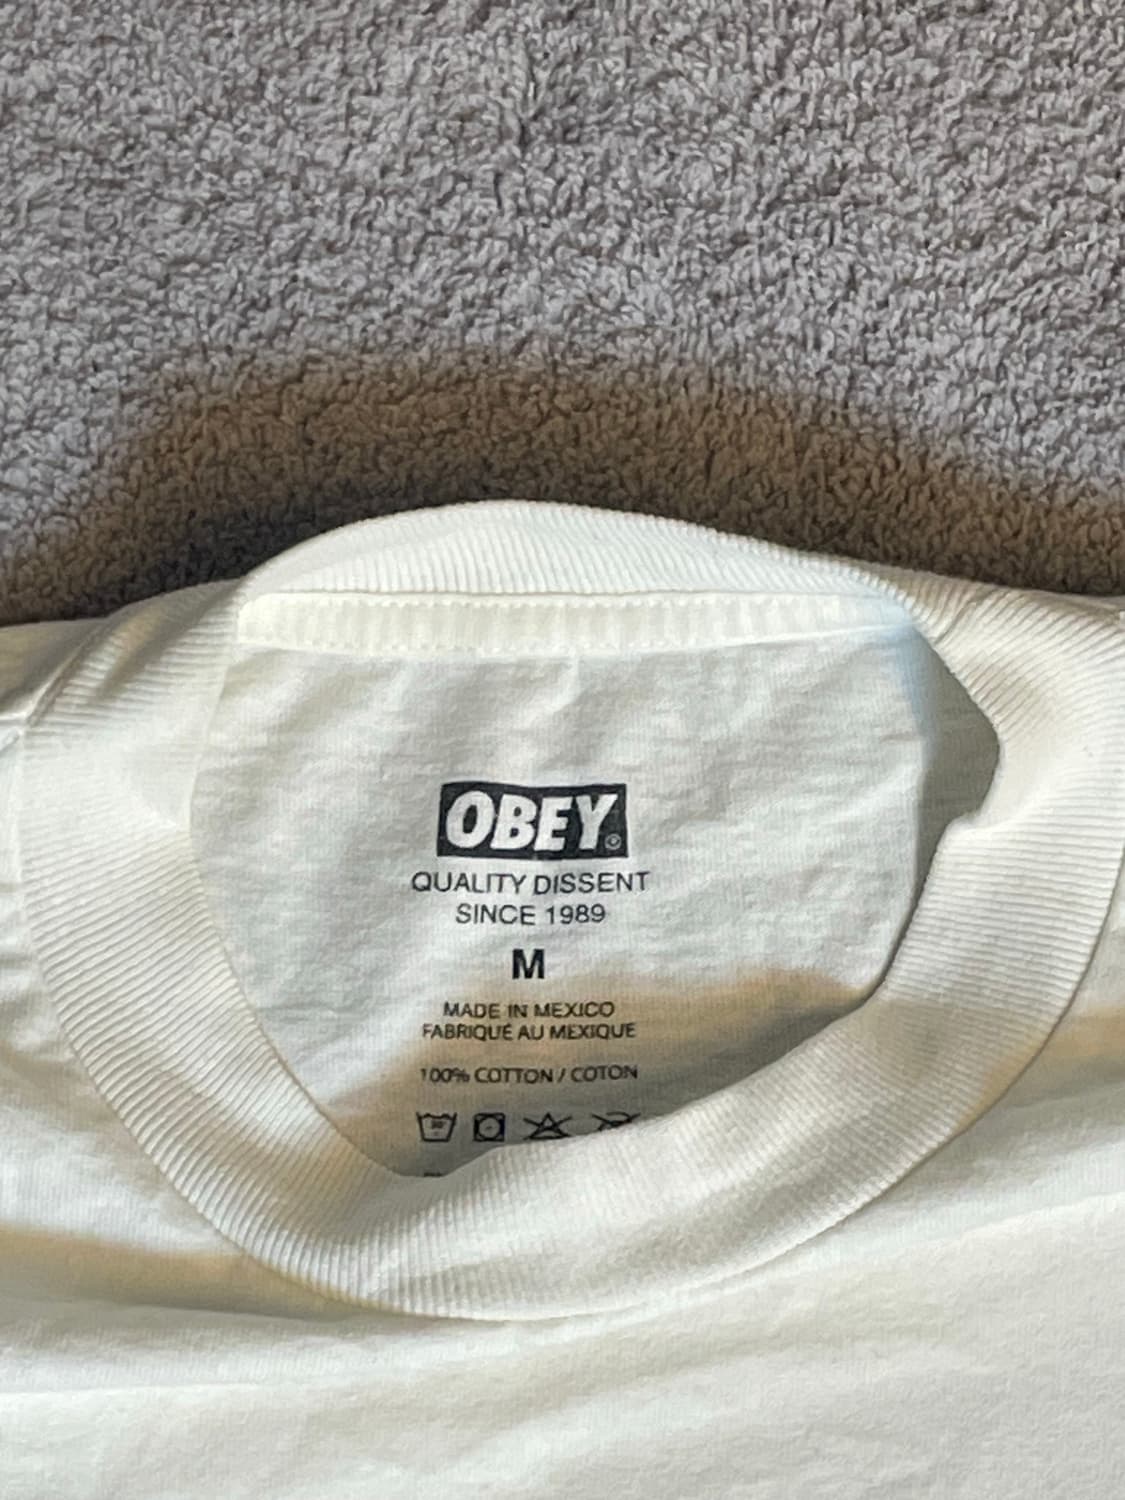 OBEY
QUALITY DISSENT
SINCE 1989
M
MADE IN MEXICO
FABRIQUÉ AU MEXIQUE
100% COTTON / COTON